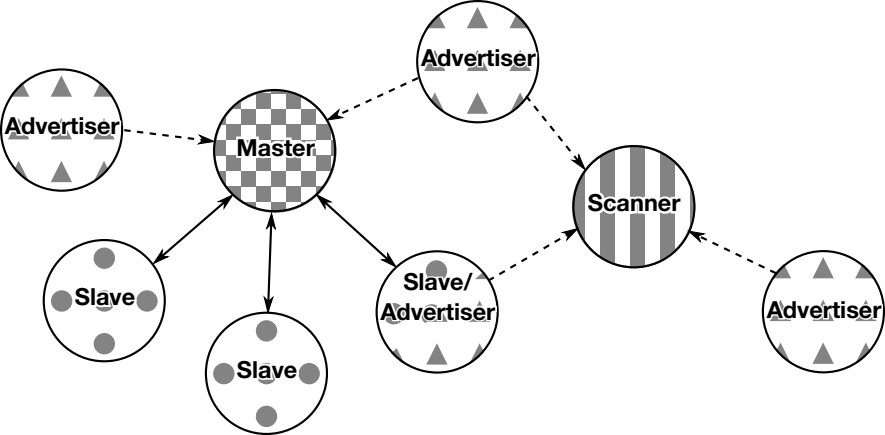 Advertiser
Advertiser
Master
Scanner
Slave
Slave/
Advertiser
Advertiser
Slave